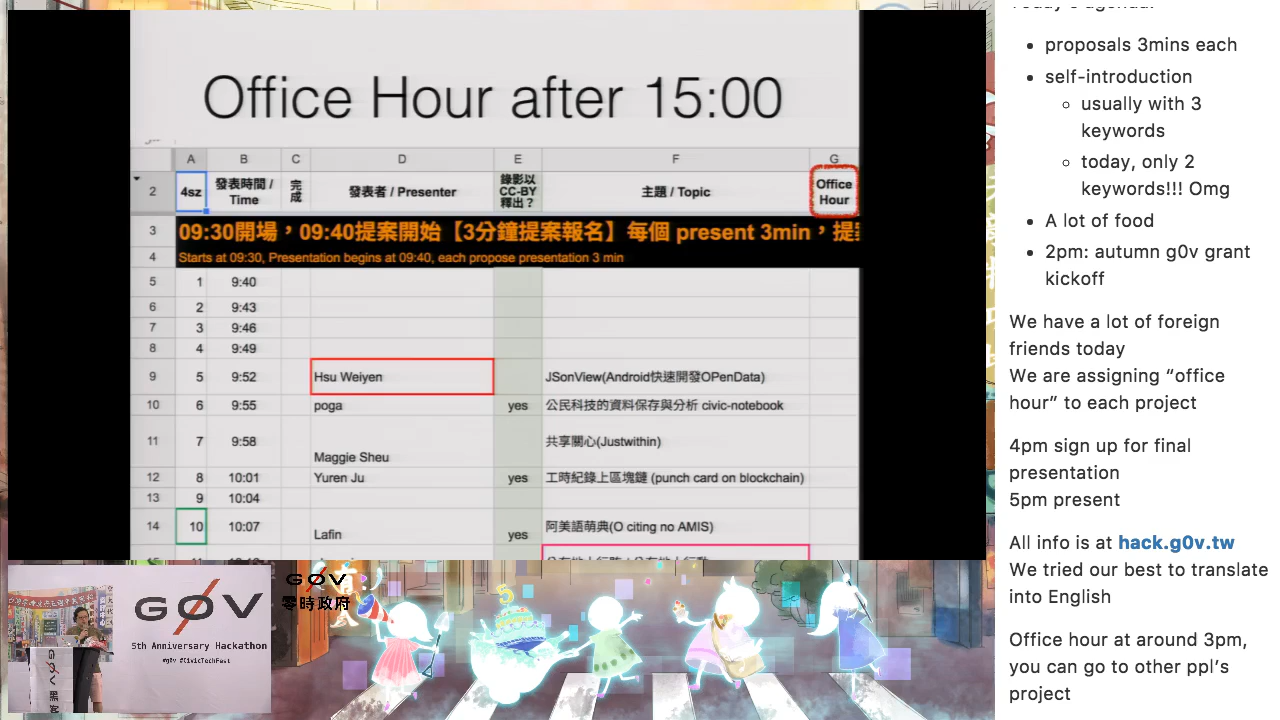 Office Hour after 15:00
A B C D E F G
2 4sz 發表時間 / Time 完成 發表者 / Presenter 錄影以 CC-BY 釋出? 主題 / Topic Office Hour
3 09:30開場,09:40提案開始【3分鐘提案報名】每個 present 3min,
4 Starts at 09:30, Presentation begins at 09:40, each propose presentation 3 min
5 1 9:40
6 2 9:43
7 3 9:46
8 4 9:49
9 5 9:52 Hsu Weiyen JSonView(Android快速開發OPenData)
10 6 9:55 poga yes 公民科技的資料保存與分析 civic-notebook
11 7 9:58 Maggie Sheu 共享關心(Justwithin)
12 8 10:01 Yuren Ju yes 工時紀錄上區塊鏈 (punch card on blockchain)
13 9 10:04
14 10 10:07 Lafin yes 阿美語萌典(O citing no AMIS)
G0V
5th Anniversary Hackathon
#g0v #CivicTechFest
G0V
零時政府
5
Today's agenda:
proposals 3mins each
self-introduction
usually with 3
keywords
today, only 2
keywords!!! Omg
A lot of food
2pm: autumn g0v grant
kickoff
We have a lot of foreign
friends today
We are assigning “office
hour” to each project
4pm sign up for final
presentation
5pm present
All info is at hack.g0v.tw
We tried our best to translate
into English
Office hour at around 3pm,
you can go to other ppl’s
project